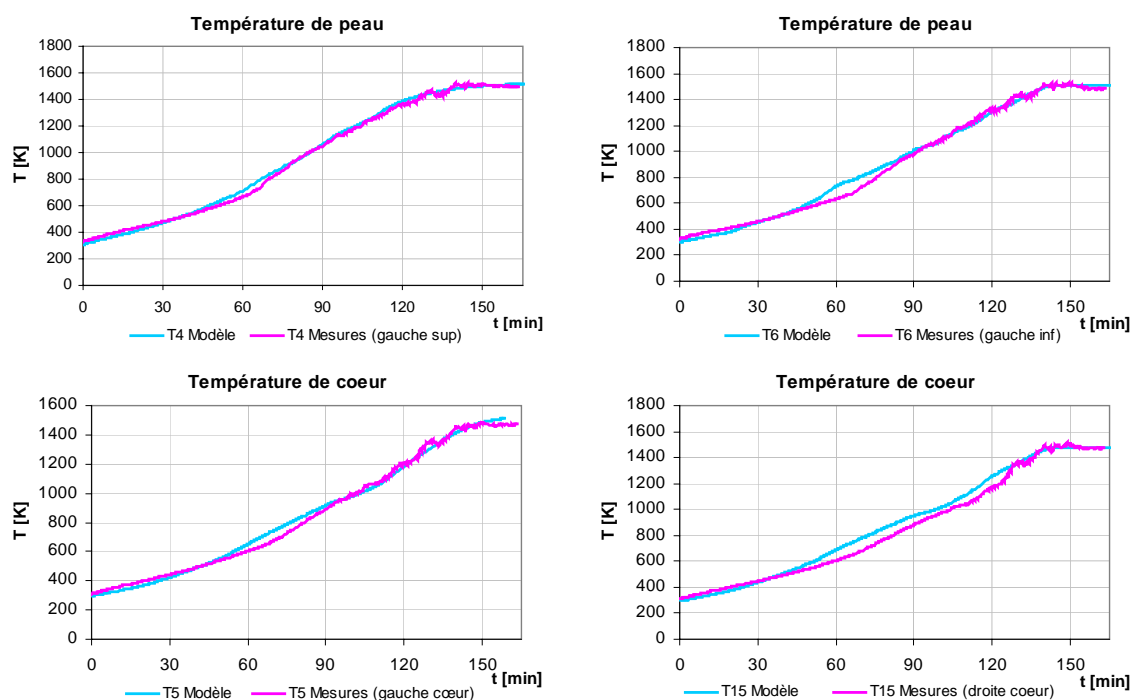 Température de peau
T [K]
1800
1600
1400
1200
1000
800
600
400
200
0
0 30 60 90 120 150
t [min]
T4 Modèle T4 Mesures (gauche sup)
Température de peau
T [K]
1800
1600
1400
1200
1000
800
600
400
200
0
0 30 60 90 120 150
t [min]
T6 Modèle T6 Mesures (gauche inf)
Température de coeur
T [K]
1600
1400
1200
1000
800
600
400
200
0
0 30 60 90 120 150
t [min]
T5 Modèle T5 Mesures (gauche cœur)
Température de coeur
T [K]
1800
1600
1400
1200
1000
800
600
400
200
0
0 30 60 90 120 150
t [min]
T15 Modèle T15 Mesures (droite coeur)